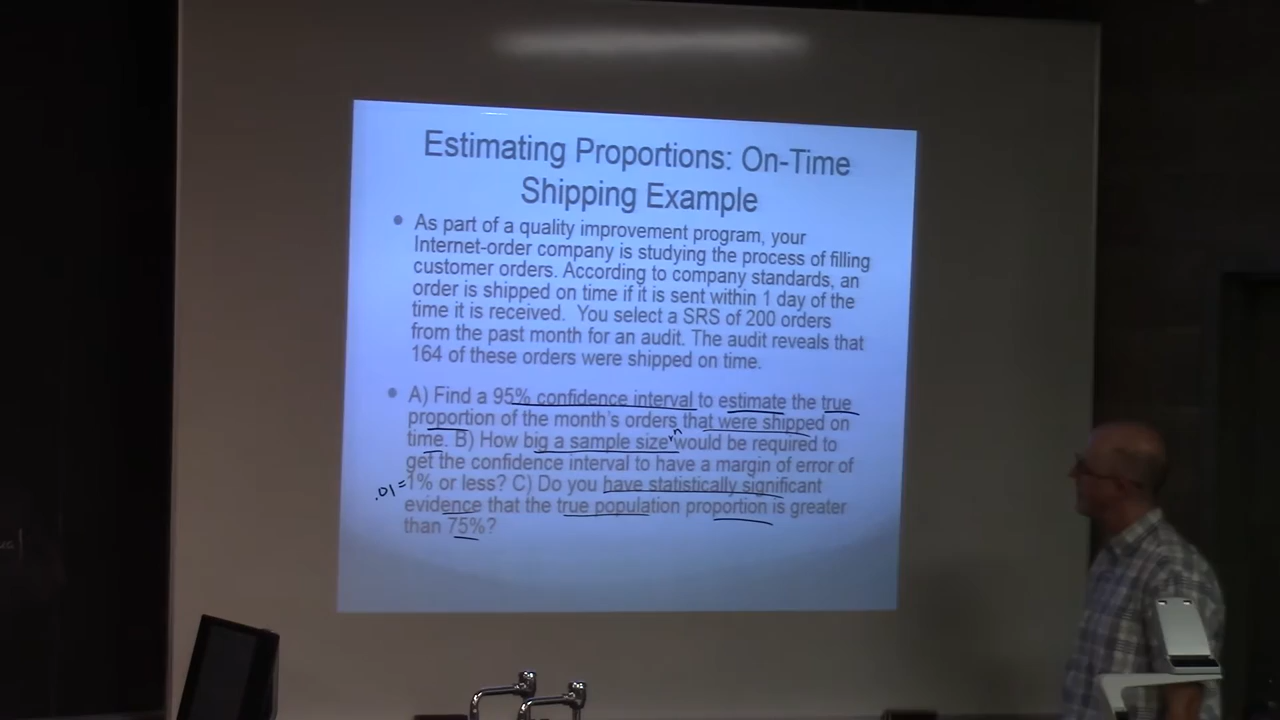 Estimating Proportions: On-Time
Shipping Example
• As part of a quality improvement program, your
Internet-order company is studying the process of filling
customer orders. According to company standards, an
order is shipped on time if it is sent within 1 day of the
time it is received. You select a SRS of 200 orders
from the past month for an audit. The audit reveals that
164 of these orders were shipped on time.
• A) Find a 95% confidence interval to estimate the true
proportion of the month's orders that were shipped on
time. B) How big a sample size n would be required to
get the confidence interval to have a margin of error of
.01 = 1% or less? C) Do you have statistically significant
evidence that the true population proportion is greater
than 75%?